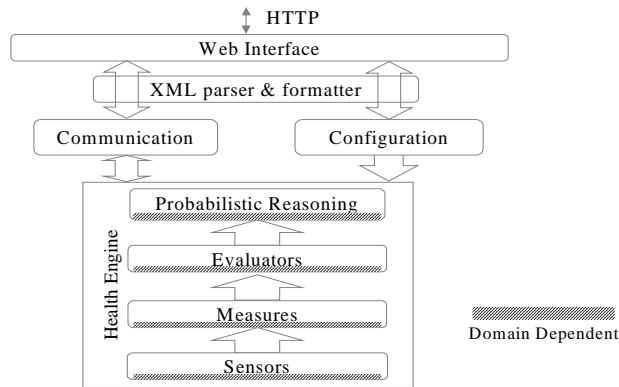 HTTP
Web Interface
XML parser & formatter
Communication
Configuration
Probabilistic Reasoning
Health Engine
Evaluators
Measures
Sensors
Domain Dependent